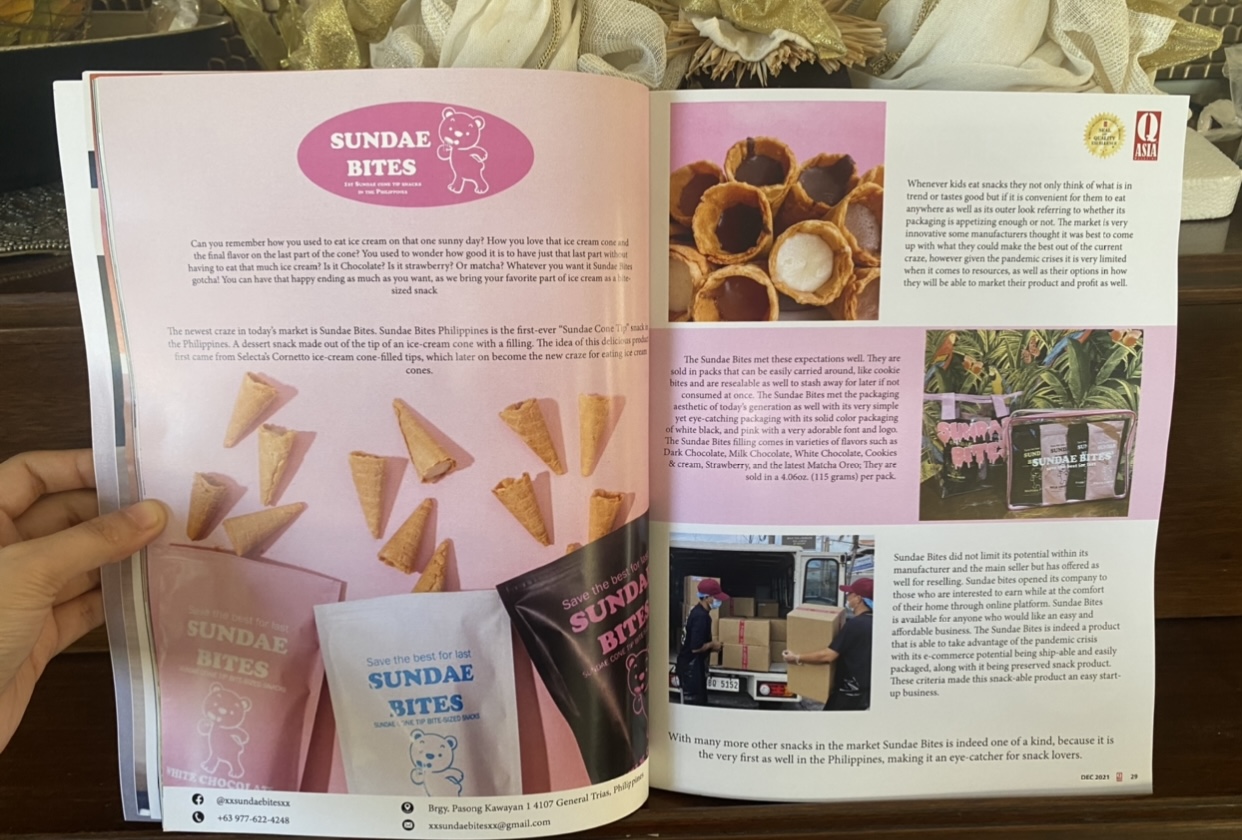 SUNDAE
BITES
1ST SUNDAE CONE TIP SNACKS
IN THE PHILIPPINES
Can you remember how you used to eat ice cream on that one sunny day? How you love that ice cream cone and
the final flavor on the last part of the cone? You used to wonder how good it is to have just that last part without
having to eat that much ice cream? Is it Chocolate? Is it strawberry? Or matcha? Whatever you want it Sundae Bites
gotcha! You can have that happy ending as much as you want, as we bring your favorite part of ice cream as a bite-
sized snack
The newest craze in today's market is Sundae Bites. Sundae Bites Philippines is the first-ever "Sundae Cone Tip" snack in
the Philippines. A dessert snack made out of the tip of an ice-cream cone with a filling. The idea of this delicious product
first came from Selecta's Cornetto ice-cream cone-filled tips, which later on become the new craze for eating ice cream
cones.
Save the best for last
SUNDAE
BITES
WHITE CHOCOLA
Save the best for last
SUNDAE
BITES
SUNDAE CONE TIP BITE-SIZED SNACKS
Save the best for la
SUNDA
BITE
SUNDAE CONE TIP
@xxsundaebitesxx
+63 977-622-4248
Brgy. Pasong Kawayan 1 4107 General Trias, Philippines
xxsundaebitesxx@gmail.com
SEAL
OF
QUALITY
EXCELLENCE
Q
ASIA
Whenever kids eat snacks they not only think of what is in
trend or tastes good but if it is convenient for them to eat
anywhere as well as its outer look referring to whether its
packaging is appetizing enough or not. The market is very
innovative some manufacturers thought it was best to come
up with what they could make the best out of the current
craze, however given the pandemic crises it is very limited
when it comes to resources, as well as their options in how
they will be able to market their product and profit as well.
The Sundae Bites met these expectations well. They are
sold in packs that can be easily carried around, like cookie
bites and are resealable as well to stash away for later if not
consumed at once. The Sundae Bites met the packaging
aesthetic of today's generation as well with its very simple
yet eye-catching packaging with its solid color packaging
of white black, and pink with a very adorable font and logo.
The Sundae Bites filling comes in varieties of flavors such as
Dark Chocolate, Milk Chocolate, White Chocolate, Cookies
& cream, Strawberry, and the latest Matcha Oreo; They are
sold in a 4.06oz. (115 grams) per pack.
SUNDAE
BITES
SUNDAE BITES
Sundae Bites did not limit its potential within its
manufacturer and the main seller but has offered as
well for reselling. Sundae bites opened its company to
those who are interested to earn while at the comfort
of their home through online platform. Sundae Bites
is available for anyone who would like an easy and
affordable business. The Sundae Bites is indeed a product
that is able to take advantage of the pandemic crisis
with its e-commerce potential being ship-able and easily
packaged, along with it being preserved snack product.
These criteria made this snack-able product an easy start-
up business.
5152
With many more other snacks in the market Sundae Bites is indeed one of a kind, because it is
the very first as well in the Philippines, making it an eye-catcher for snack lovers.
DEC 2021 Q ASIA 29